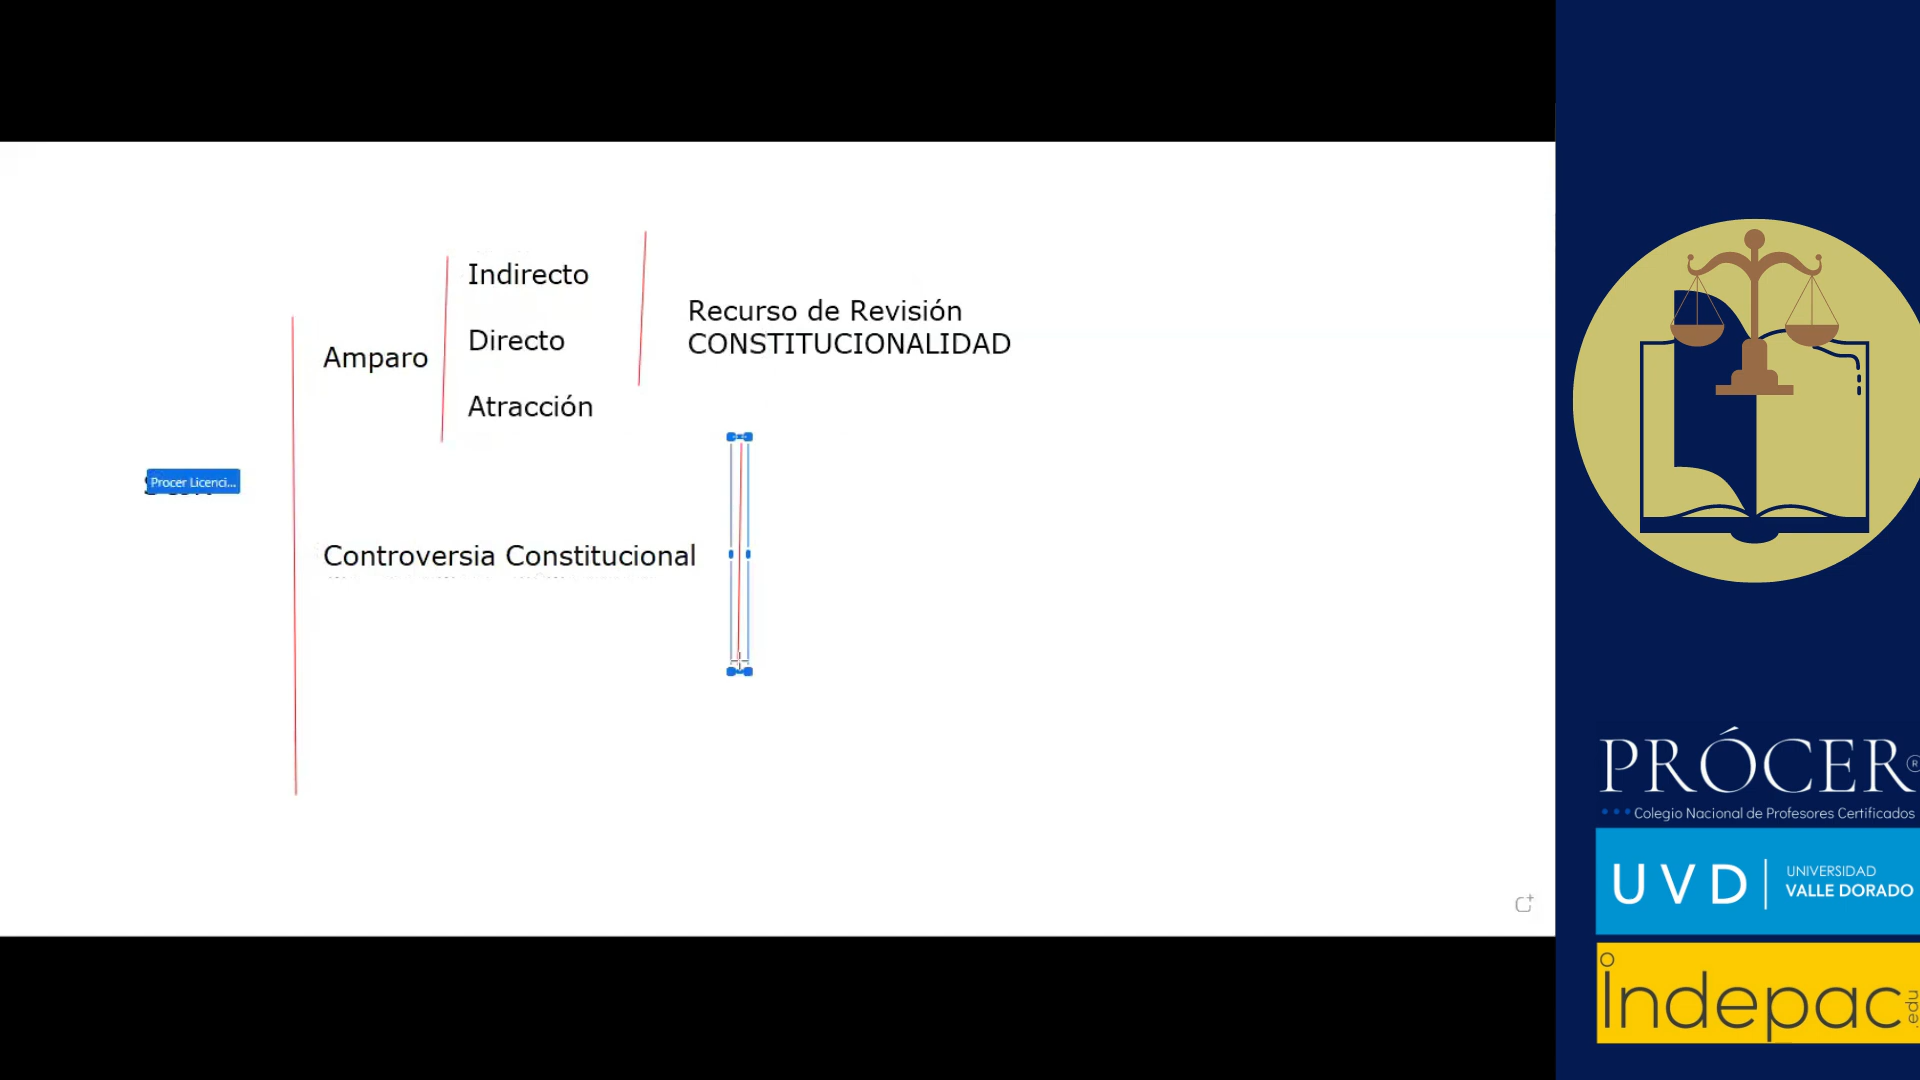 Indirecto
Recurso de Revisión
CONSTITUCIONALIDAD
Directo
Amparo
Atracción
Procer Licenci...
Controversia Constitucional
PRÓCER®
Colegio Nacional de Profesores Certificados
UVD UNIVERSIDAD
VALLE DORADO
indepac
.edu